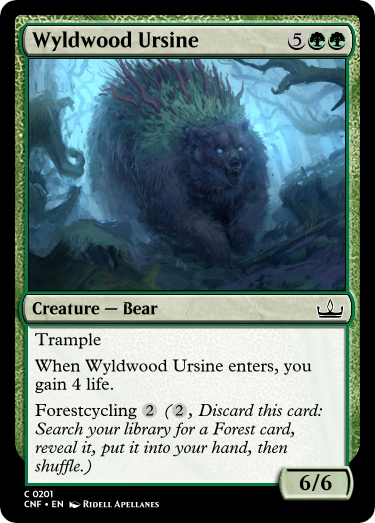 Wyldwood Ursine 5
Creature — Bear
Trample
When Wyldwood Ursine enters, you
gain 4 life.
Forestcycling 2 (2, Discard this card:
Search your library for a Forest card,
reveal it, put it into your hand, then
shuffle.)
6/6
C 0201
CNF • EN Ridell Apellanes